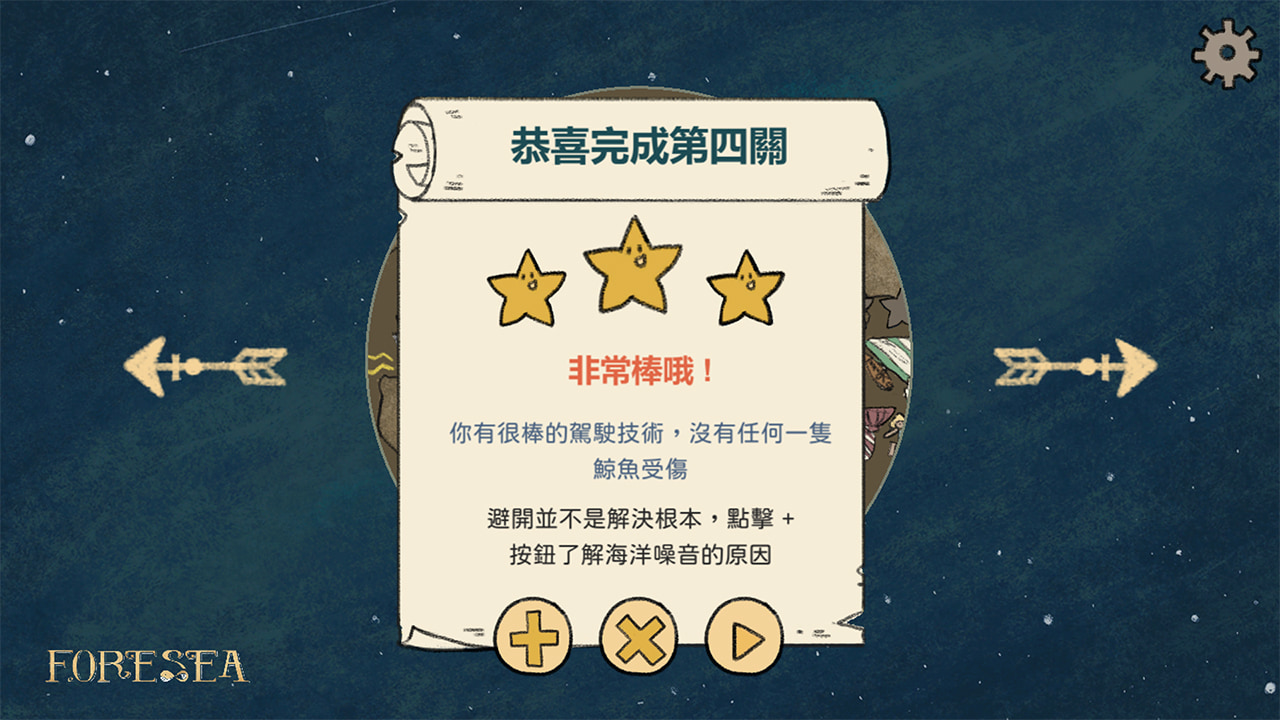 恭喜完成第四關
非常棒哦！
你有很棒的駕駛技術，沒有任何一隻
鯨魚受傷
避開並不是解決根本，點擊 +
按鈕了解海洋噪音的原因
FORESEA